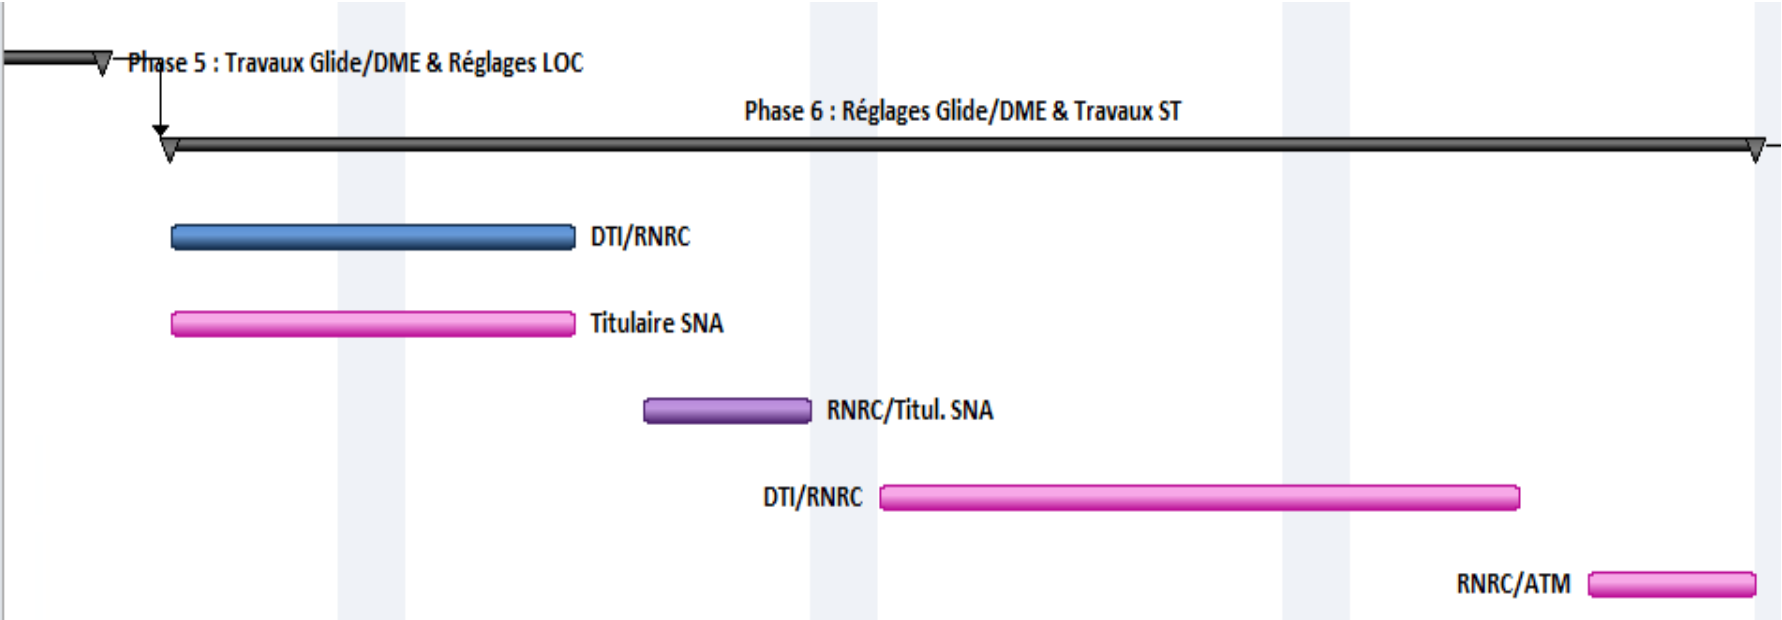 Phase 5 : Travaux Glide/DME & Réglages LOC
Phase 6 : Réglages Glide/DME & Travaux ST
DTI/RNRC
Titulaire SNA
RNRC/Titul. SNA
DTI/RNRC
RNRC/ATM